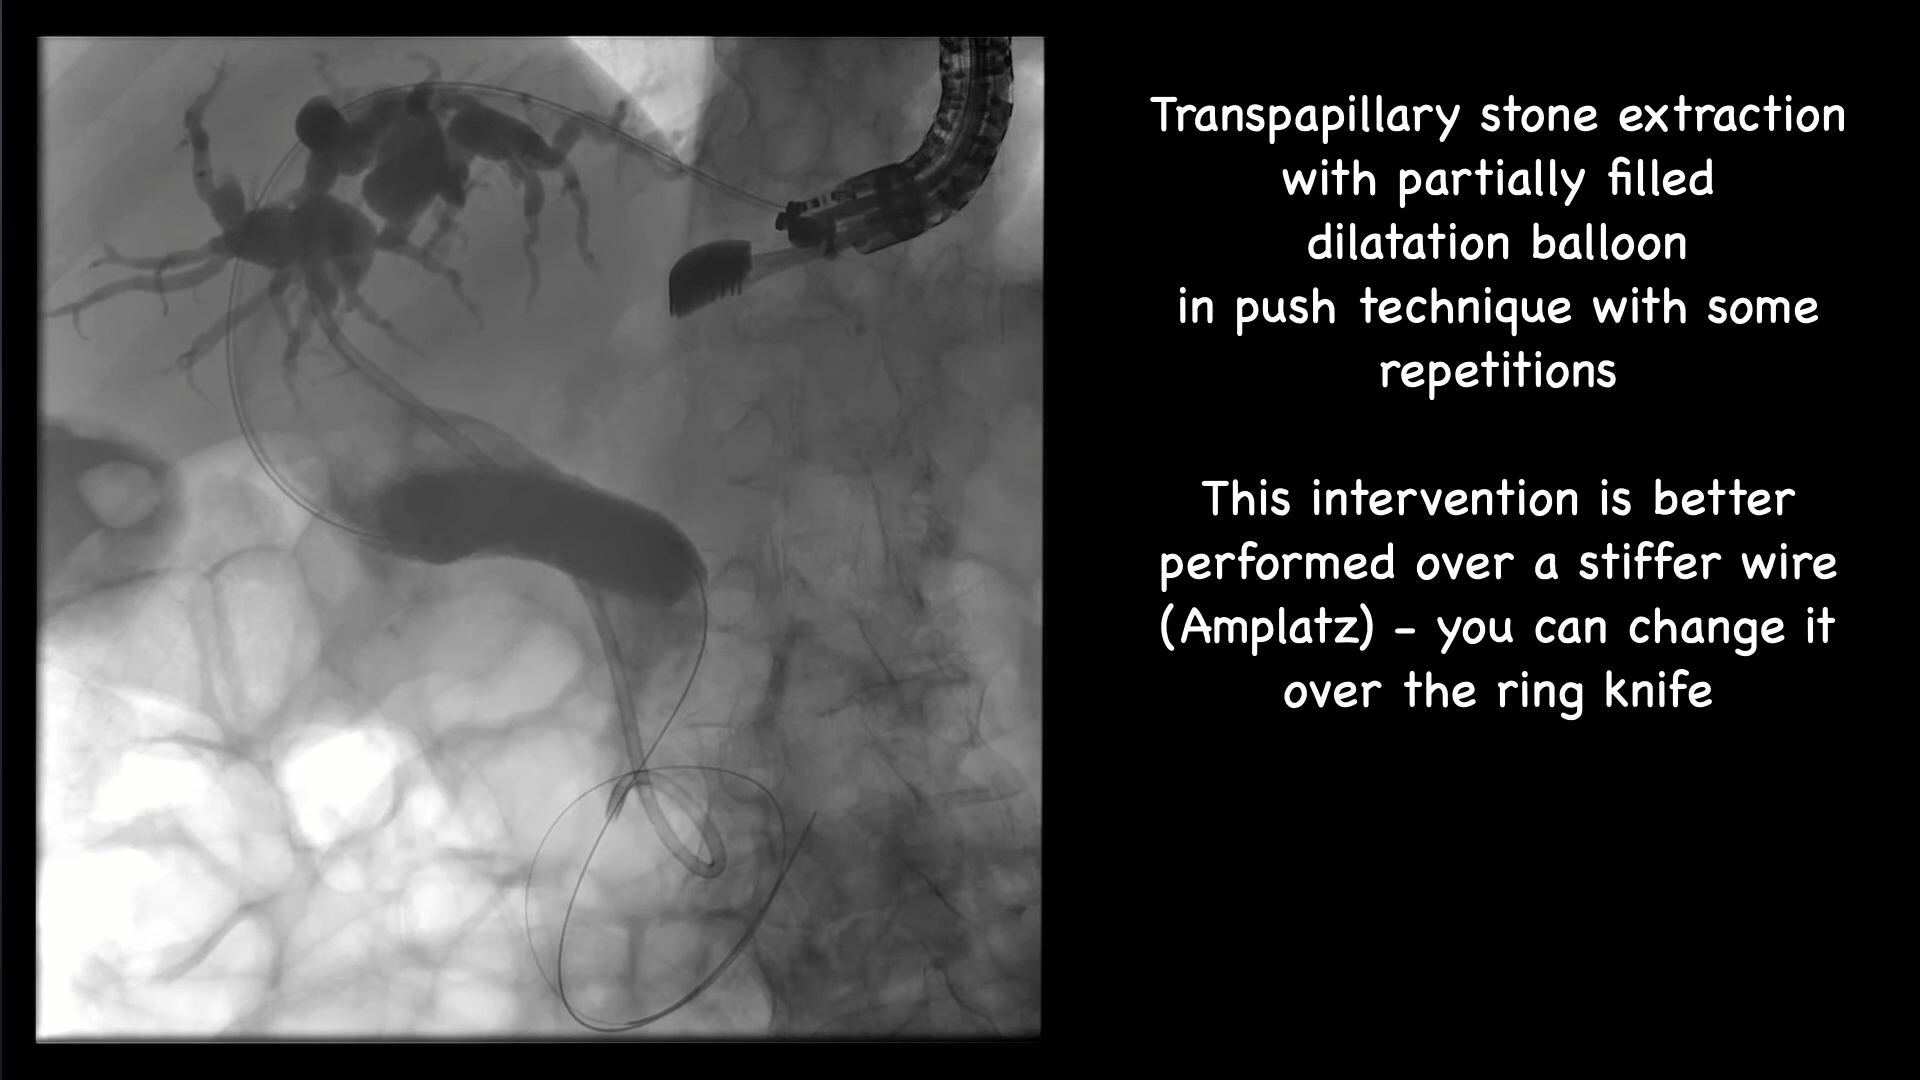 Transpapillary stone extraction
with partially filled
dilatation balloon
in push technique with some
repetitions
This intervention is better
performed over a stiffer wire
(Amplatz) – you can change it
over the ring knife